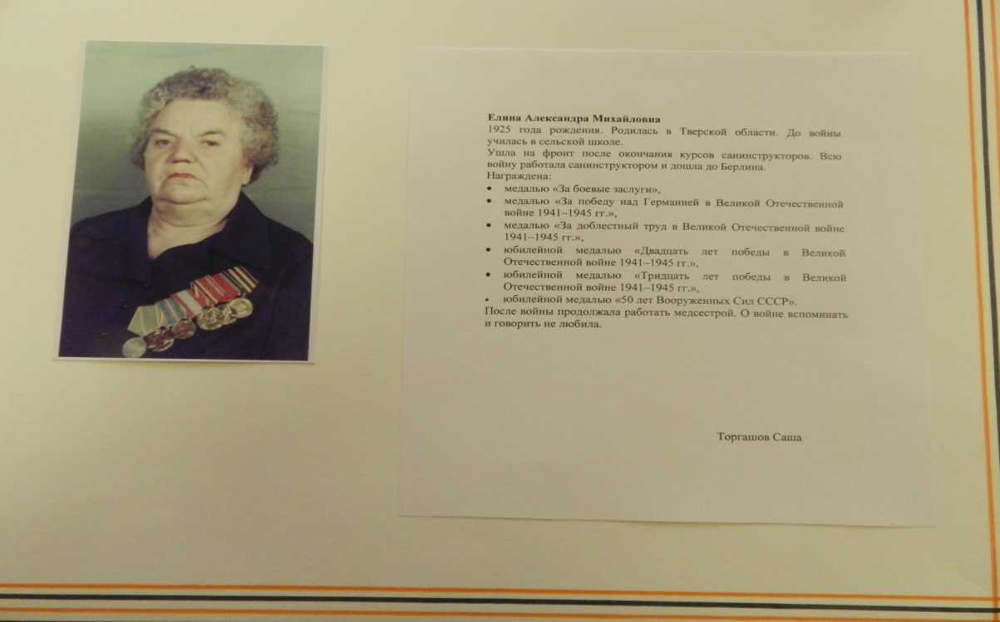 Елина Александра Михайловна
1925 года рождения. Родилась в Тверской области. До войны
училась в сельской школе.
Ушла на фронт после окончания курсов санинструкторов. Всю
войну работала санинструктором и дошла до Берлина.
Награждена:
• медалью «За боевые заслуги»,
• медалью «За победу над Германией в Великой Отечественной
войне 1941–1945 гг.»,
• медалью «За доблестный труд в Великой Отечественной войне
1941–1945 гг.»,
• юбилейной медалью «Двадцать лет победы в Великой
Отечественной войне 1941–1945 гг.»,
• юбилейной медалью «Тридцать лет победы в Великой
Отечественной войне 1941–1945 гг.»,
• юбилейной медалью «50 лет Вооруженных Сил СССР».
После войны продолжала работать медсестрой. О войне вспоминать
и говорить не любила.
Торгашов Саша